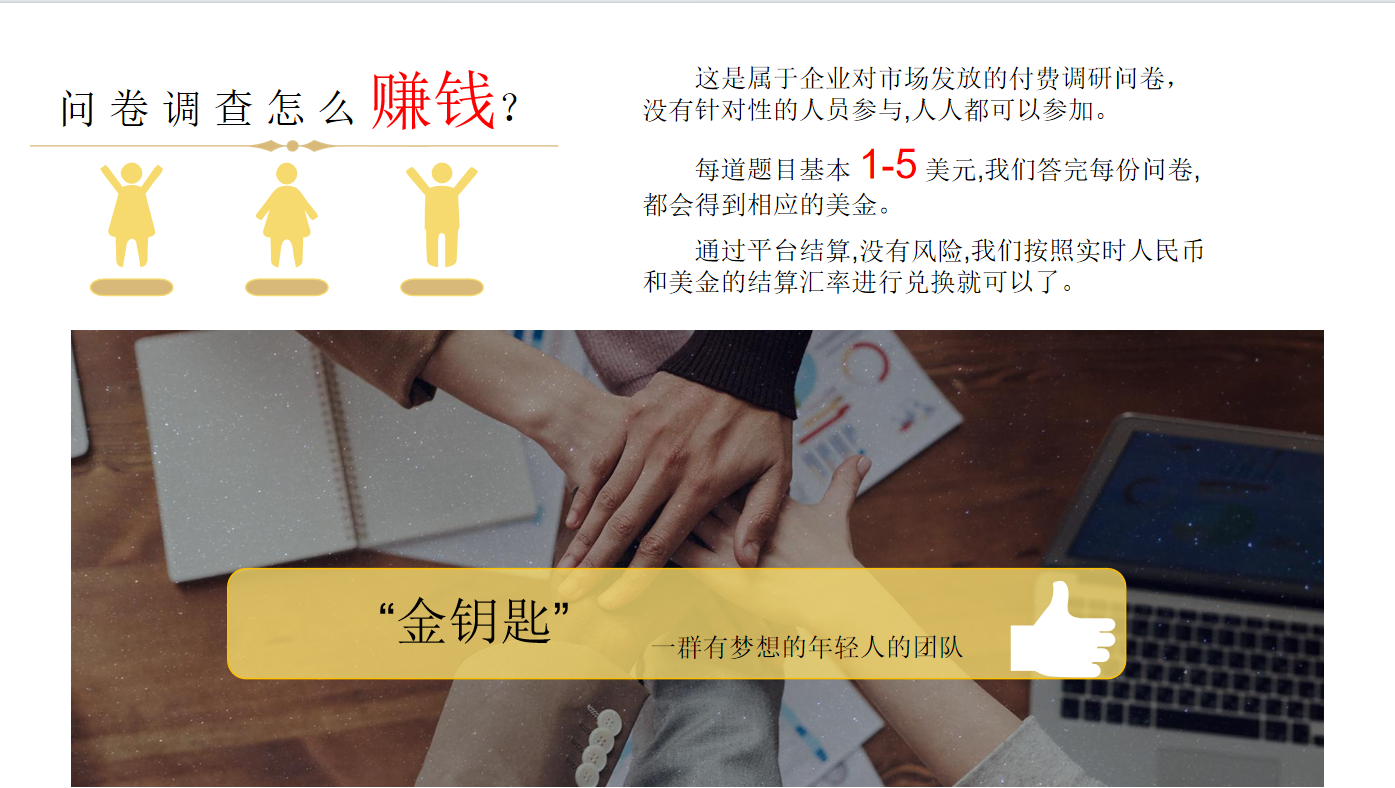 问卷调查怎么赚钱?
这是属于企业对市场发放的付费调研问卷，
没有针对性的人员参与,人人都可以参加。
每道题目基本 1-5 美元,我们答完每份问卷,
都会得到相应的美金。
通过平台结算,没有风险,我们按照实时人民币
和美金的结算汇率进行兑换就可以了。
“金钥匙”
一群有梦想的年轻人的团队